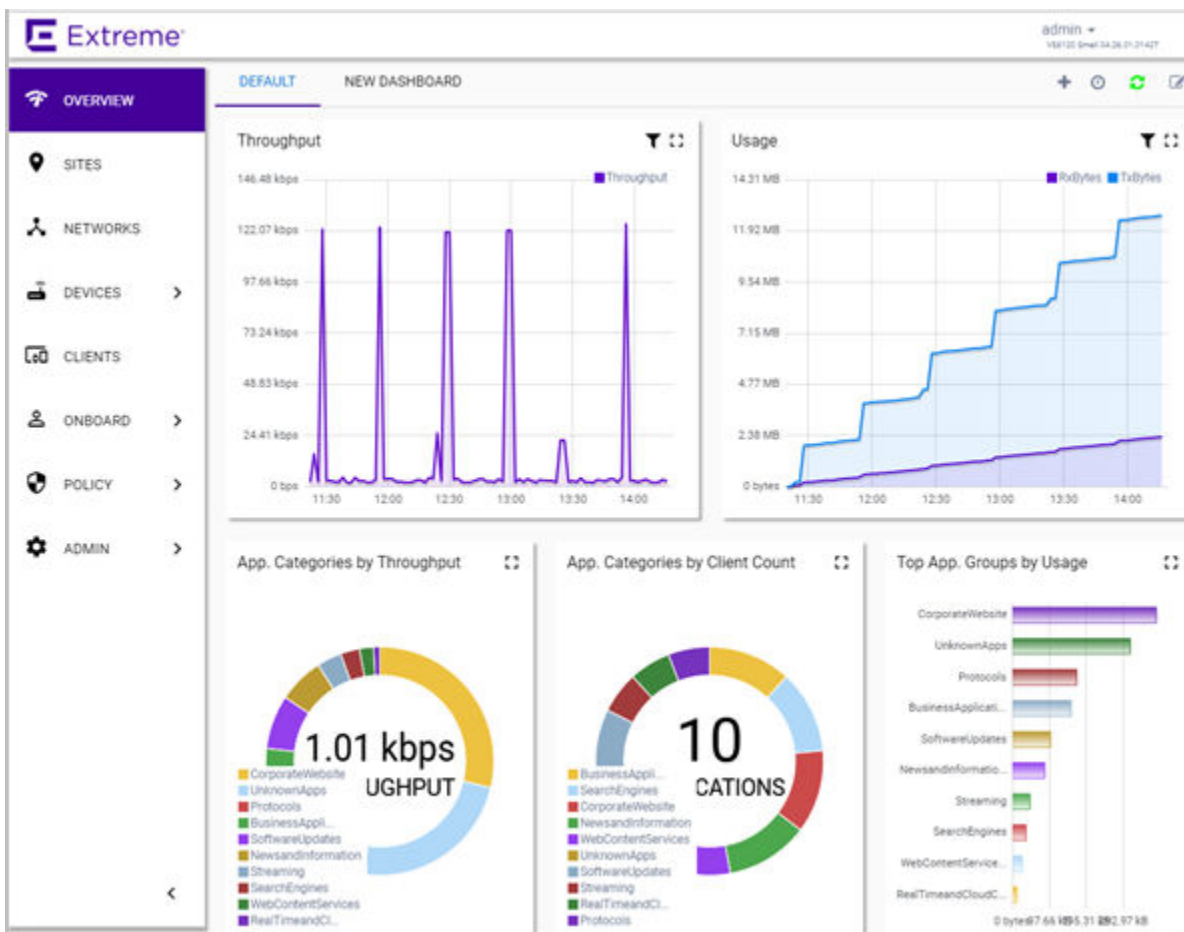 Extreme
admin
OVERVIEW
SITES
NETWORKS
DEVICES
CLIENTS
ONBOARD
POLICY
ADMIN
DEFAULT NEW DASHBOARD
Throughput
Throughput
146.48 kbps
122.07 kbps
97.66 kbps
73.24 kbps
48.83 kbps
24.41 kbps
0 bps
11:30 12:00 12:30 13:00 13:30 14:00
Usage
RxBytes TxBytes
14.31 MB
11.92 MB
9.54 MB
7.15 MB
4.77 MB
2.38 MB
0 bytes
11:30 12:00 12:30 13:00 13:30 14:00
App. Categories by Throughput
1.01 kbps
UGHPUT
CorporateWebsite
UnknownApps
Protocols
BusinessAppli...
SoftwareUpdates
NewsandInformation
Streaming
SearchEngines
WebContentServices
RealTimeandCl...
App. Categories by Client Count
10
CATIONS
BusinessAppli...
SearchEngines
CorporateWebsite
NewsandInformation
WebContentServices
UnknownApps
SoftwareUpdates
Streaming
RealTimeandCl...
Protocols
Top App. Groups by Usage
CorporateWebsite
UnknownApps
Protocols
BusinessApplicati...
SoftwareUpdates
NewsandInformatio...
Streaming
SearchEngines
WebContentService...
RealTimeandCloudC...
0 bytes